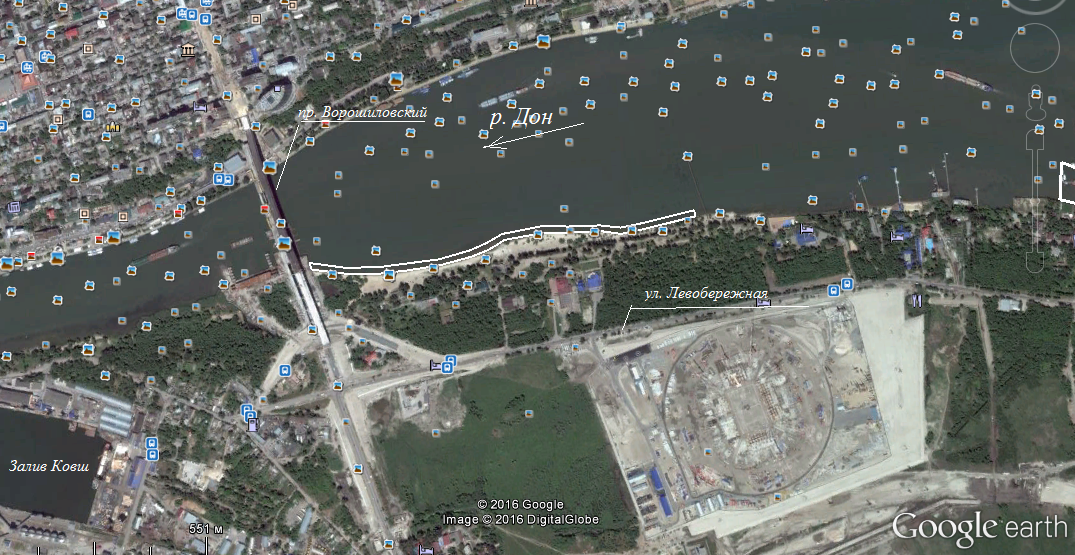 пр. Ворошиловский
р. Дон
ул. Левобережная
Залив Ковш
551 м
© 2016 Google
Image © 2016 DigitalGlobe
Google earth